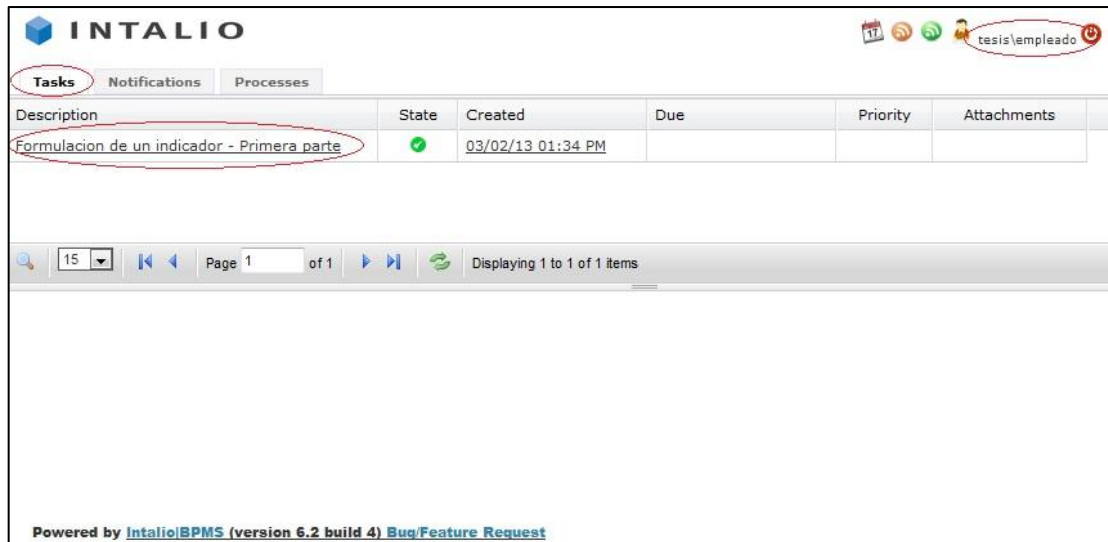 INTALIO
17
tesis\empleado
Tasks Notifications Processes
Description State Created Due Priority Attachments
Formulacion de un indicador - Primera parte 03/02/13 01:34 PM
15 Page 1 of 1 Displaying 1 to 1 of 1 items
Powered by Intalio|BPMS (version 6.2 build 4) Bug/Feature Request